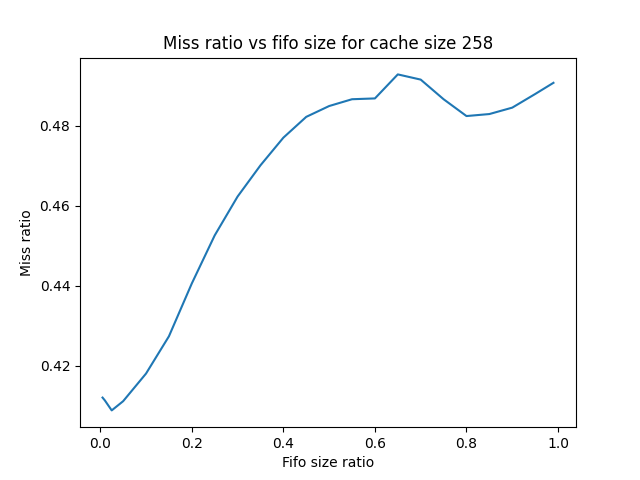 Miss ratio vs fifo size for cache size 258
0.48
0.46
0.44
0.42
Miss ratio
0.0 0.2 0.4 0.6 0.8 1.0
Fifo size ratio